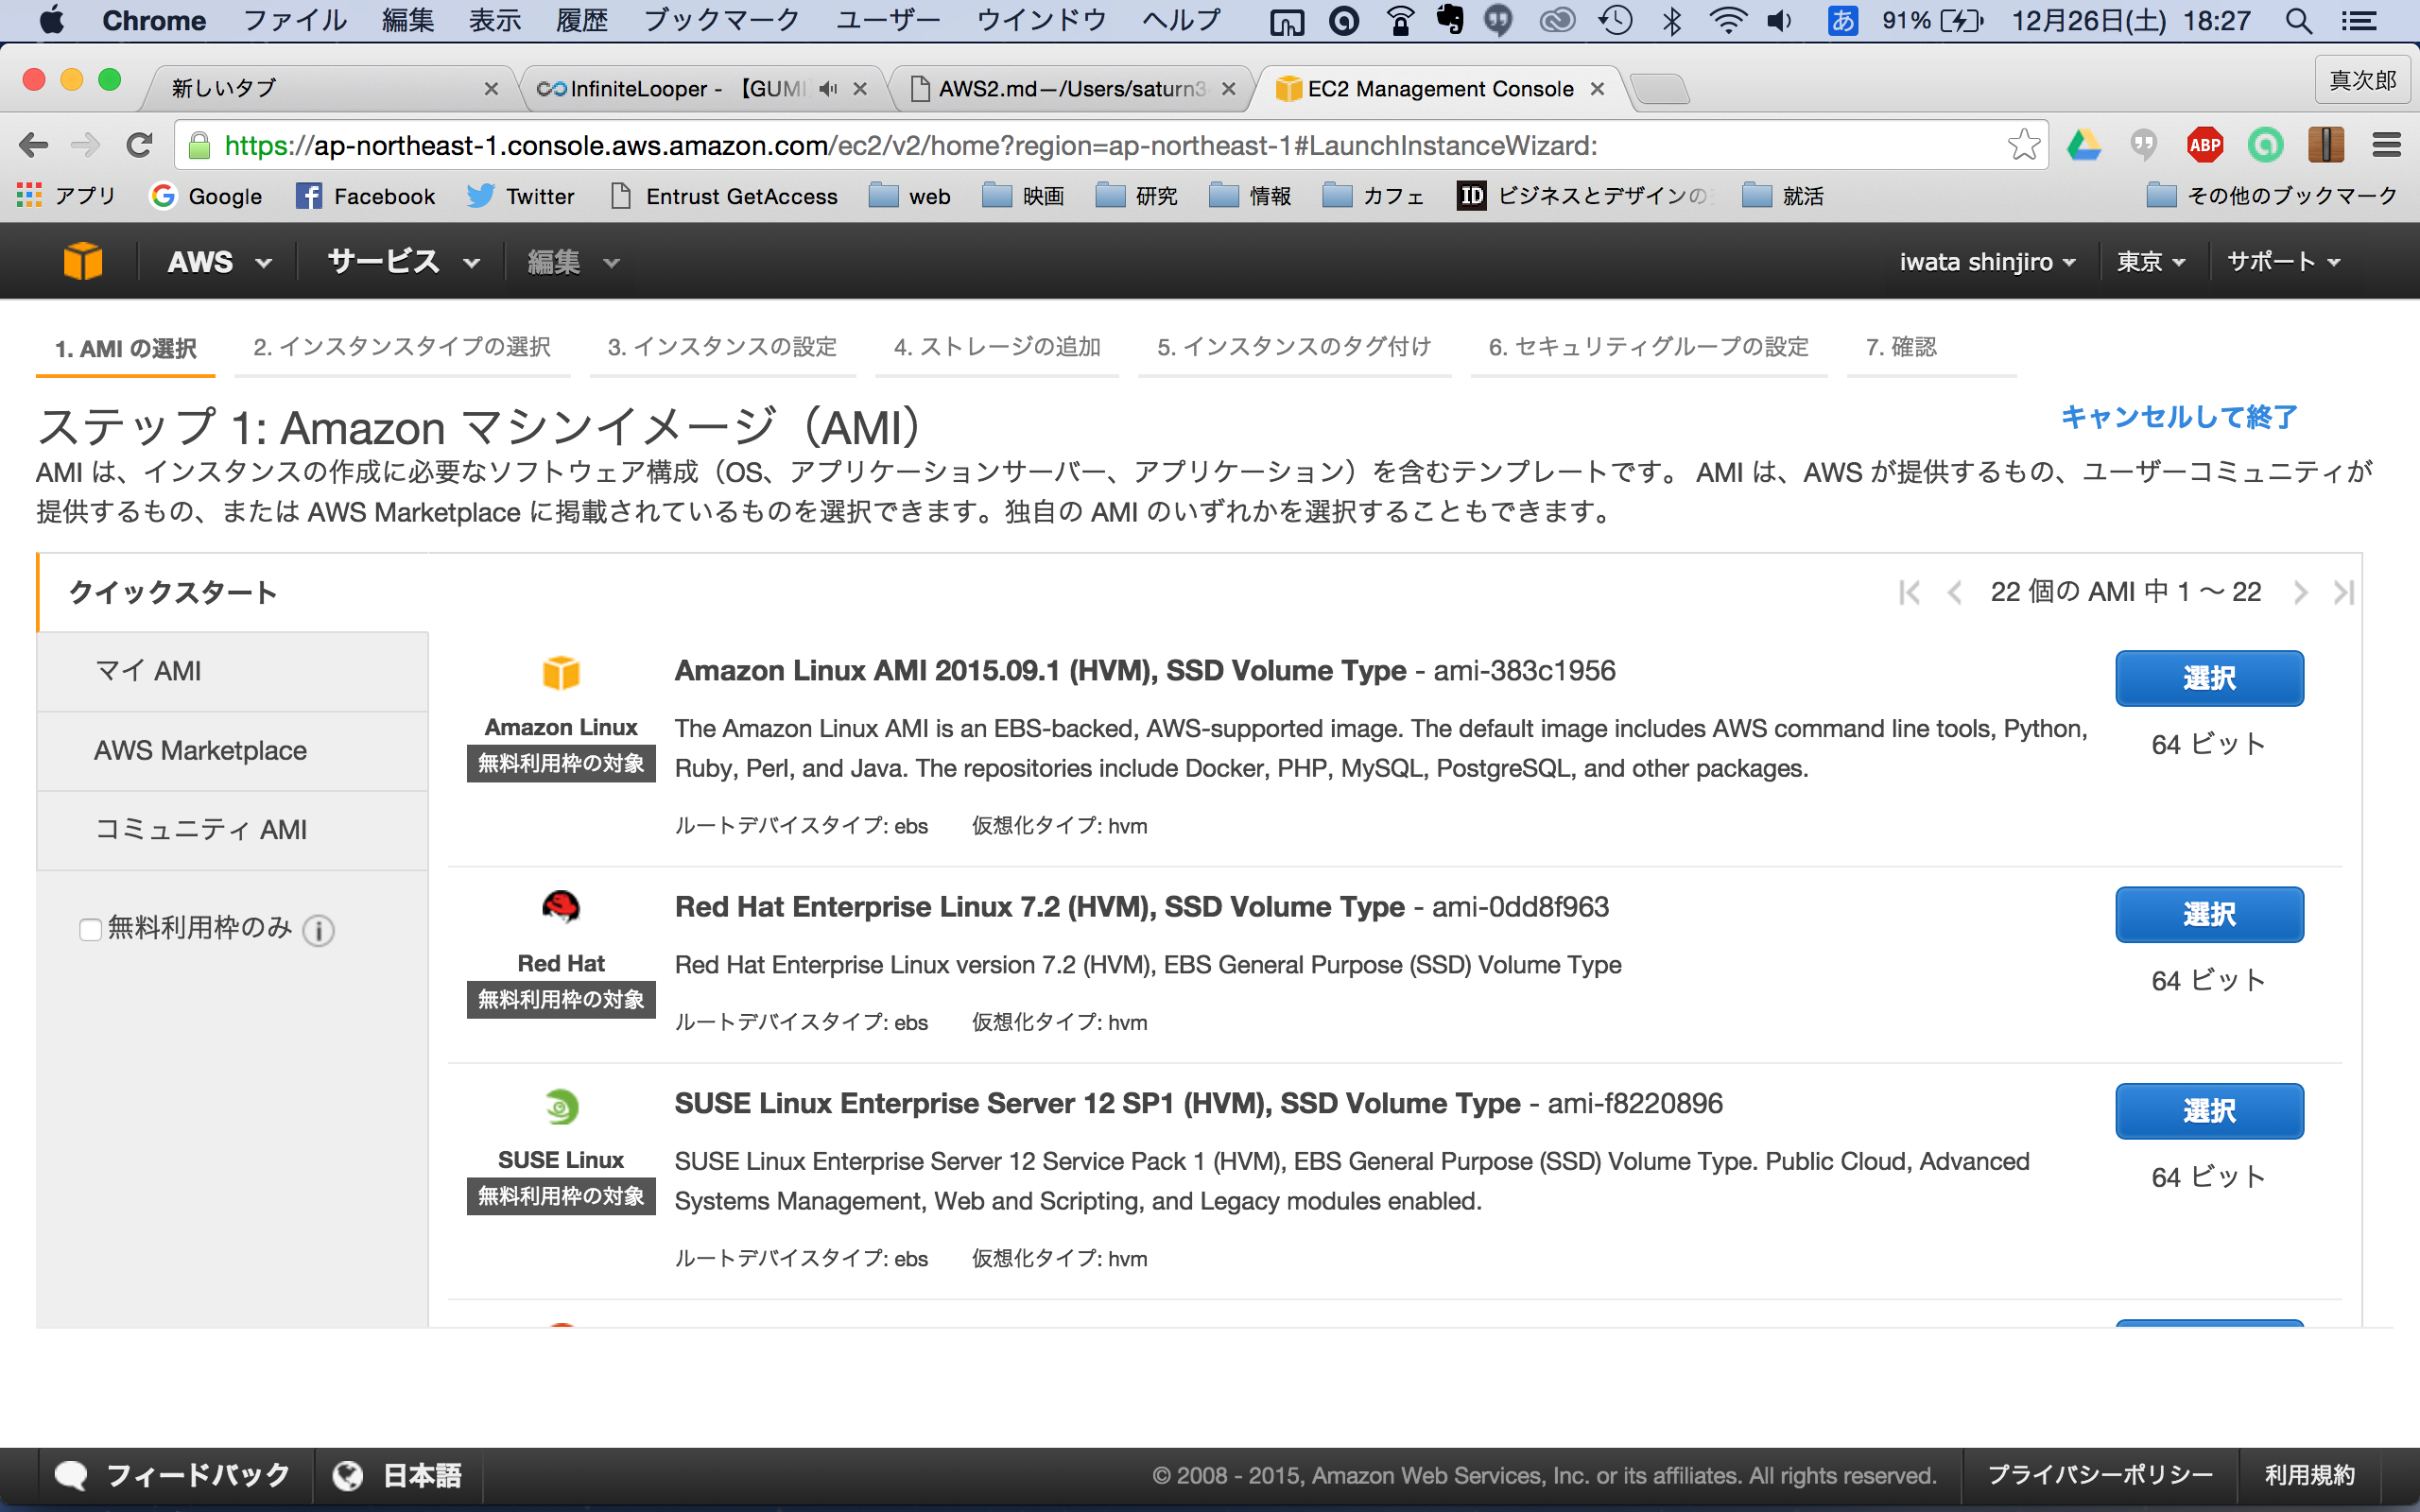 Chrome ファイル 編集 表示 履歴 ブックマーク ユーザー ウインドウ ヘルプ あ 91% 12月26日(土) 18:27
新しいタブ InfiniteLooper - 【GUMI AWS2.md—/Users/saturn3 EC2 Management Console 真次郎
https://ap-northeast-1.console.aws.amazon.com/ec2/v2/home?region=ap-northeast-1#LaunchInstanceWizard: ABP
アプリ Google Facebook Twitter Entrust GetAccess web 映画 研究 情報 カフェ ID ビジネスとデザインの 就活 その他のブックマーク
AWS サービス 編集 iwata shinjiro 東京 サポート
1. AMI の選択 2. インスタンスタイプの選択 3. インスタンスの設定 4. ストレージの追加 5. インスタンスのタグ付け 6. セキュリティグループの設定 7. 確認
ステップ 1: Amazon マシンイメージ（AMI） キャンセルして終了
AMI は、インスタンスの作成に必要なソフトウェア構成（OS、アプリケーションサーバー、アプリケーション）を含むテンプレートです。 AMI は、AWS が提供するもの、ユーザーコミュニティが
提供するもの、または AWS Marketplace に掲載されているものを選択できます。独自の AMI のいずれかを選択することもできます。
クイックスタート
マイ AMI
AWS Marketplace
コミュニティ AMI
無料利用枠のみ
22 個の AMI 中 1 〜 22
Amazon Linux
無料利用枠の対象
Amazon Linux AMI 2015.09.1 (HVM), SSD Volume Type - ami-383c1956
The Amazon Linux AMI is an EBS-backed, AWS-supported image. The default image includes AWS command line tools, Python,
Ruby, Perl, and Java. The repositories include Docker, PHP, MySQL, PostgreSQL, and other packages.
ルートデバイスタイプ: ebs 仮想化タイプ: hvm
選択
64 ビット
Red Hat
無料利用枠の対象
Red Hat Enterprise Linux 7.2 (HVM), SSD Volume Type - ami-0dd8f963
Red Hat Enterprise Linux version 7.2 (HVM), EBS General Purpose (SSD) Volume Type
ルートデバイスタイプ: ebs 仮想化タイプ: hvm
選択
64 ビット
SUSE Linux
無料利用枠の対象
SUSE Linux Enterprise Server 12 SP1 (HVM), SSD Volume Type - ami-f8220896
SUSE Linux Enterprise Server 12 Service Pack 1 (HVM), EBS General Purpose (SSD) Volume Type. Public Cloud, Advanced
Systems Management, Web and Scripting, and Legacy modules enabled.
ルートデバイスタイプ: ebs 仮想化タイプ: hvm
選択
64 ビット
フィードバック 日本語 © 2008 - 2015, Amazon Web Services, Inc. or its affiliates. All rights reserved. プライバシーポリシー 利用規約